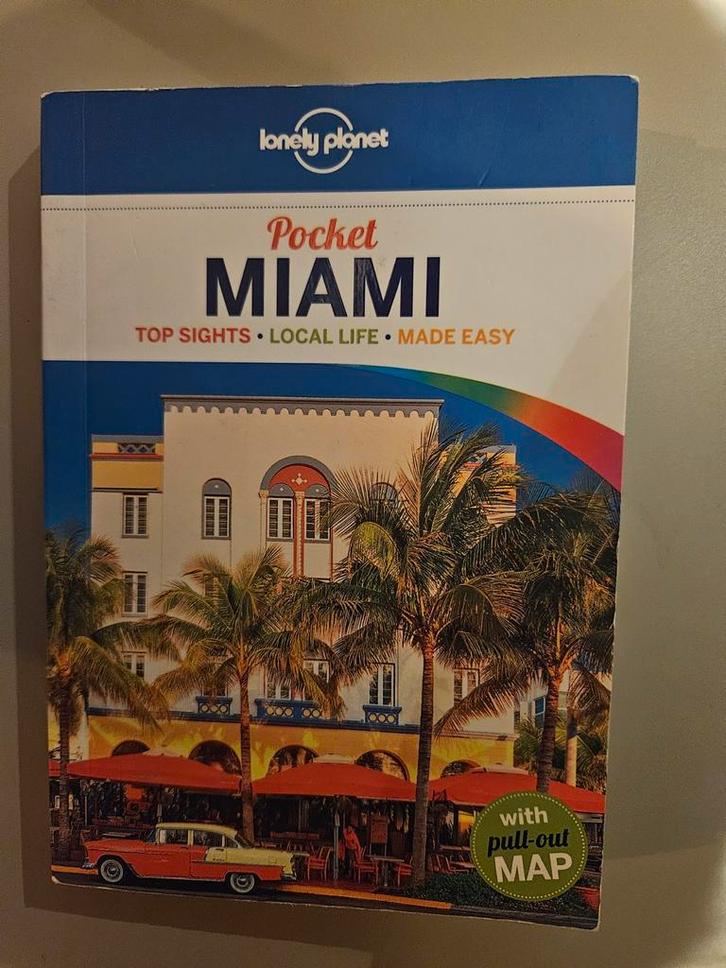 lonely planet
Pocket
MIAMI
TOP SIGHTS • LOCAL LIFE • MADE EASY
with
pull-out
MAP